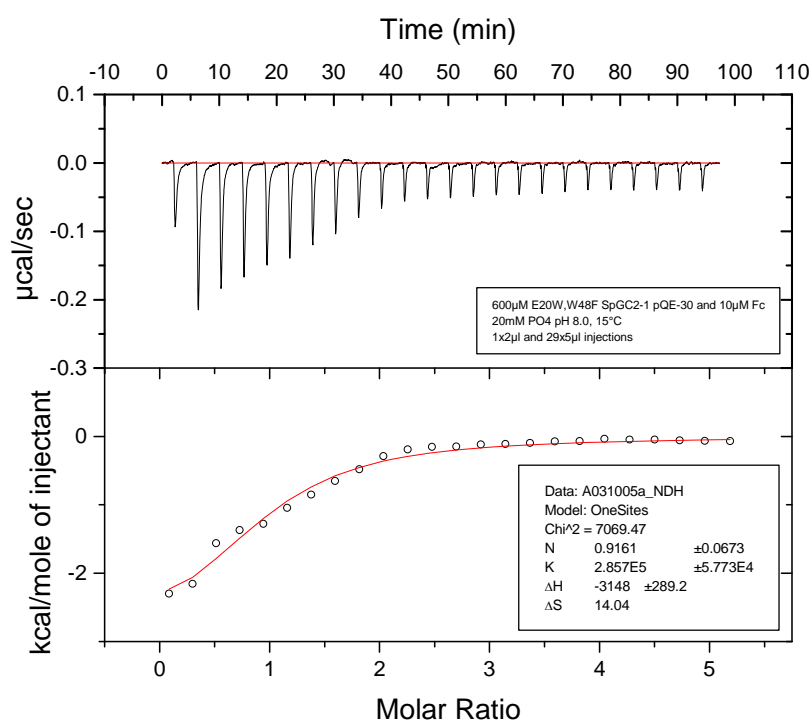 Time (min)
-10 0 10 20 30 40 50 60 70 80 90 100 110
0.1
0.0
-0.1
-0.2
-0.3
µcal/sec
600µM E20W,W48F SpGC2-1 pQE-30 and 10µM Fc
20mM PO4 pH 8.0, 15°C
1x2µl and 29x5µl injections
0
-2
kcal/mole of injectant
Data: A031005a_NDH
Model: OneSites
Chi^2 = 7069.47
N 0.9161 ±0.0673
K 2.857E5 ±5.773E4
ΔH -3148 ±289.2
ΔS 14.04
0 1 2 3 4 5
Molar Ratio